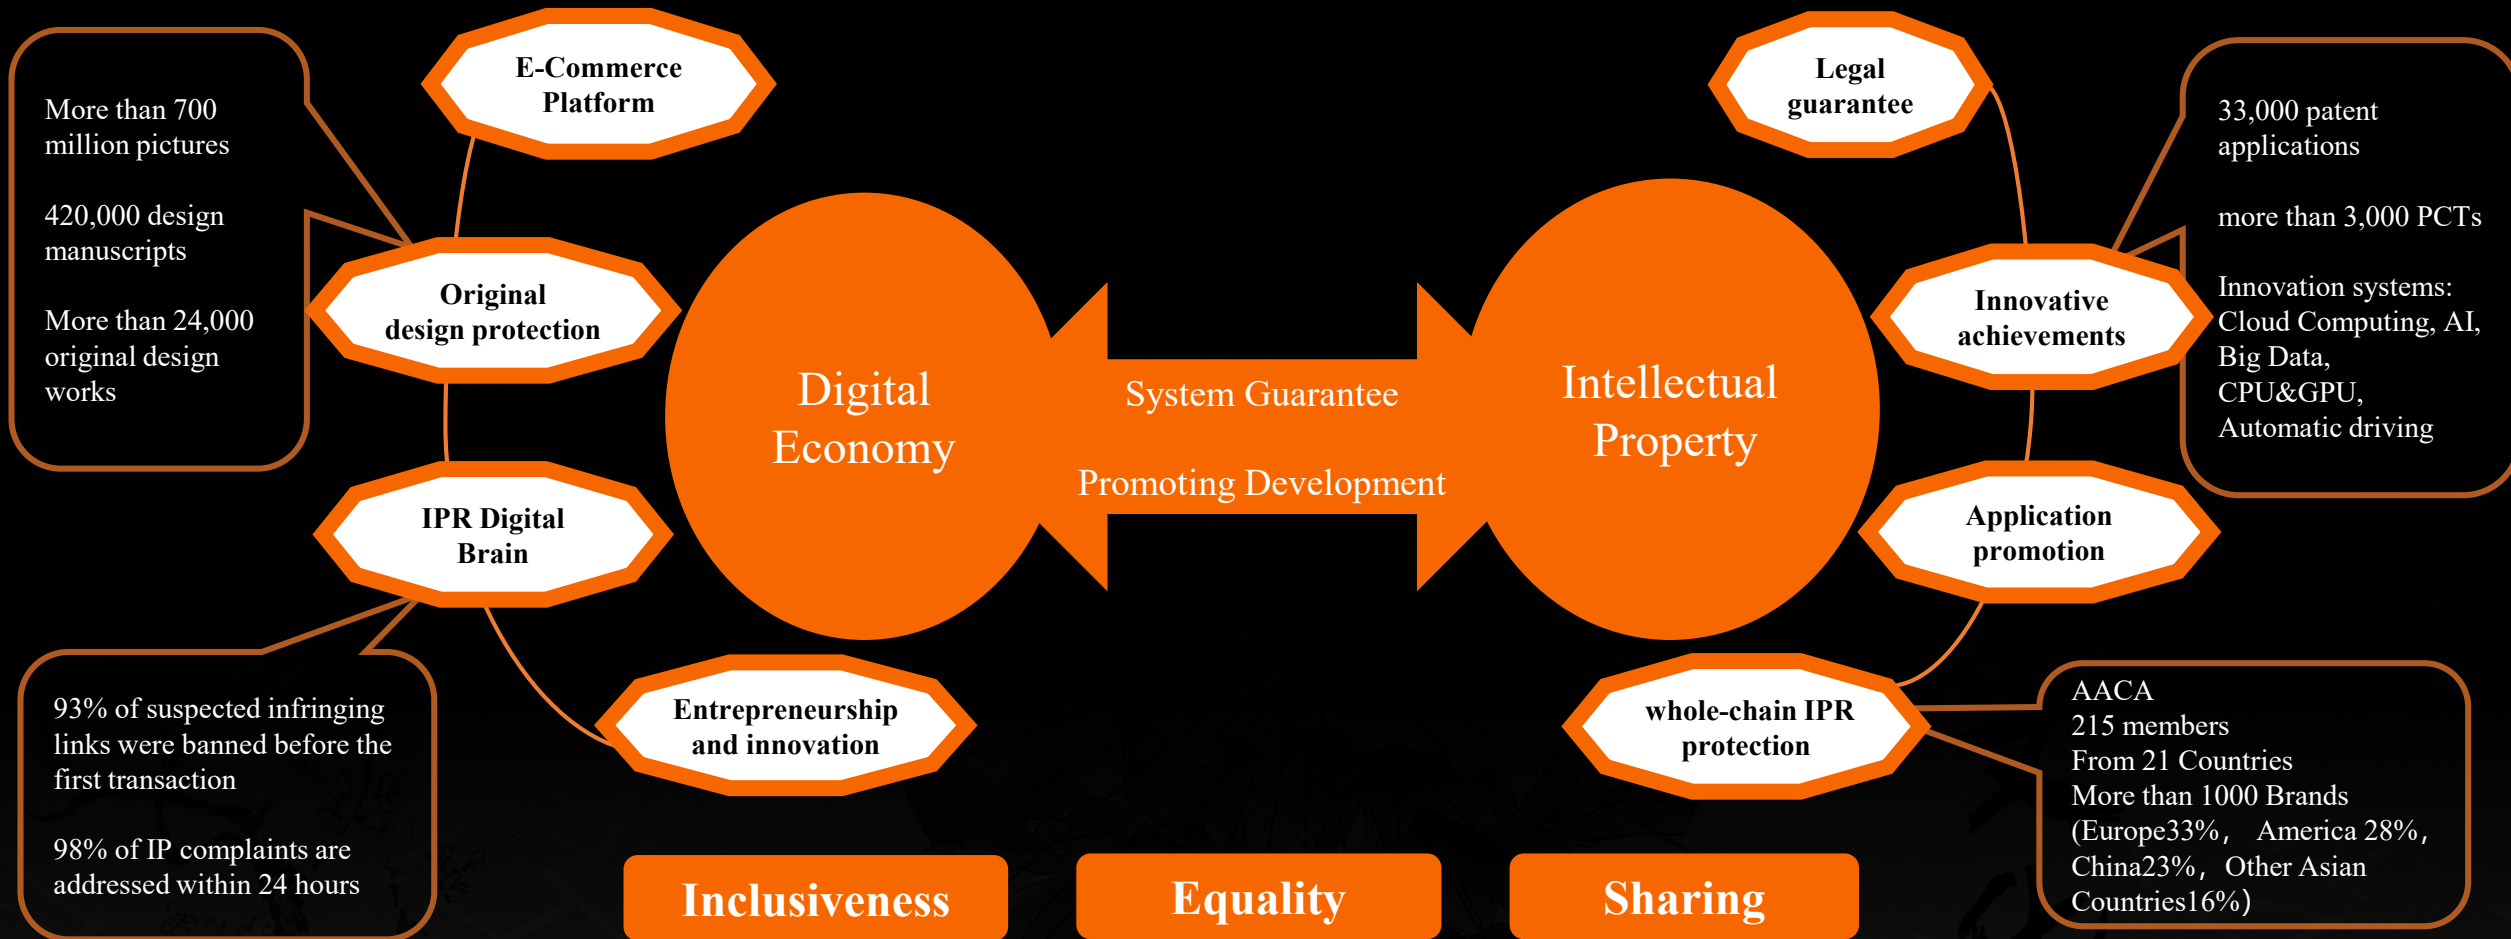 E-Commerce
Platform
Legal
guarantee
More than 700
million pictures
420,000 design
manuscripts
More than 24,000
original design
works
Original
design protection
IPR Digital
Brain
Entrepreneurship
and innovation
93% of suspected infringing
links were banned before the
first transaction
98% of IP complaints are
addressed within 24 hours
Digital
Economy
System Guarantee
Promoting Development
Intellectual
Property
33,000 patent
applications
more than 3,000 PCTs
Innovation systems:
Cloud Computing, AI,
Big Data,
CPU&GPU,
Automatic driving
Innovative
achievements
Application
promotion
whole-chain IPR
protection
AACA
215 members
From 21 Countries
More than 1000 Brands
(Europe33%， America 28%，
China23%，Other Asian
Countries16%)
Inclusiveness
Equality
Sharing